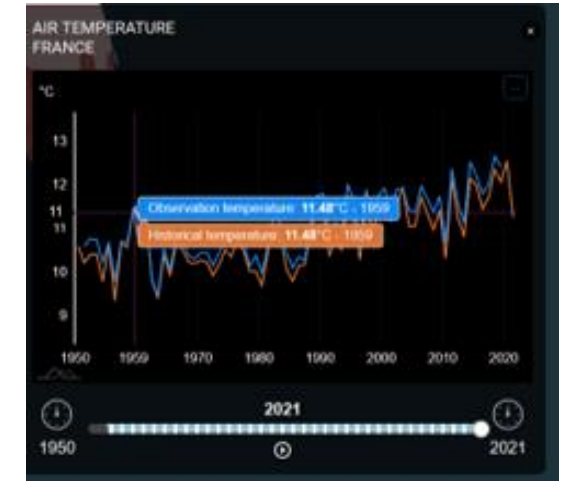 AIR TEMPERATURE
FRANCE
×
°C
13
12
Observation temperature: 11.48°C - 1959
11
11
Historical temperature: 11.48°C - 1959
10
9
1950 1959 1970 1980 1990 2000 2010 2020
2021
1950 2021